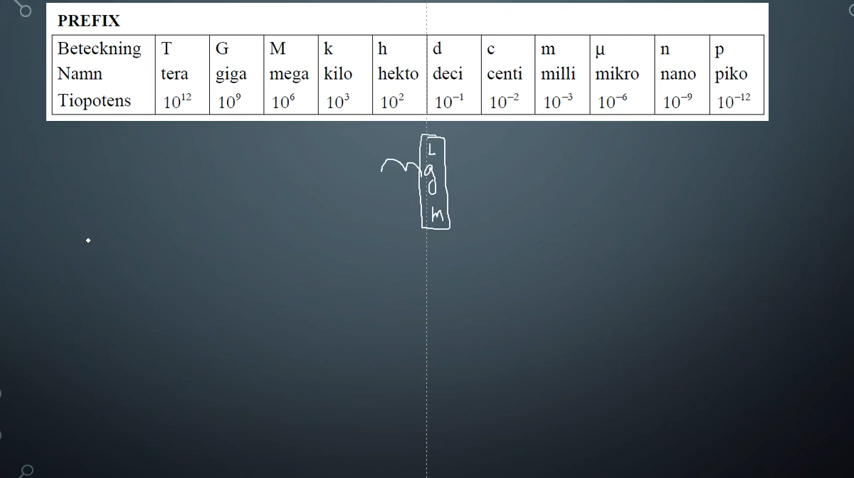 PREFIX
Beteckning T G M k h d c m µ n p
Namn tera giga mega kilo hekto deci centi milli mikro nano piko
Tiopotens 10¹² 10⁹ 10⁶ 10³ 10² 10⁻¹ 10⁻² 10⁻³ 10⁻⁶ 10⁻⁹ 10⁻¹²
L
g
m